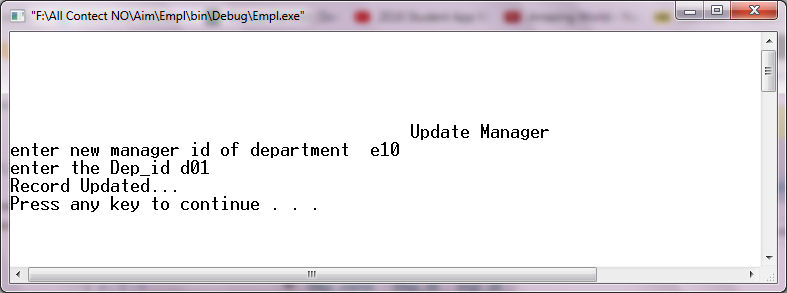 "F:\All Contect NO\Aim\Empl\bin\Debug\Empl.exe"
Update Manager
enter new manager id of department  e10
enter the Dep_id d01
Record Updated...
Press any key to continue . . .